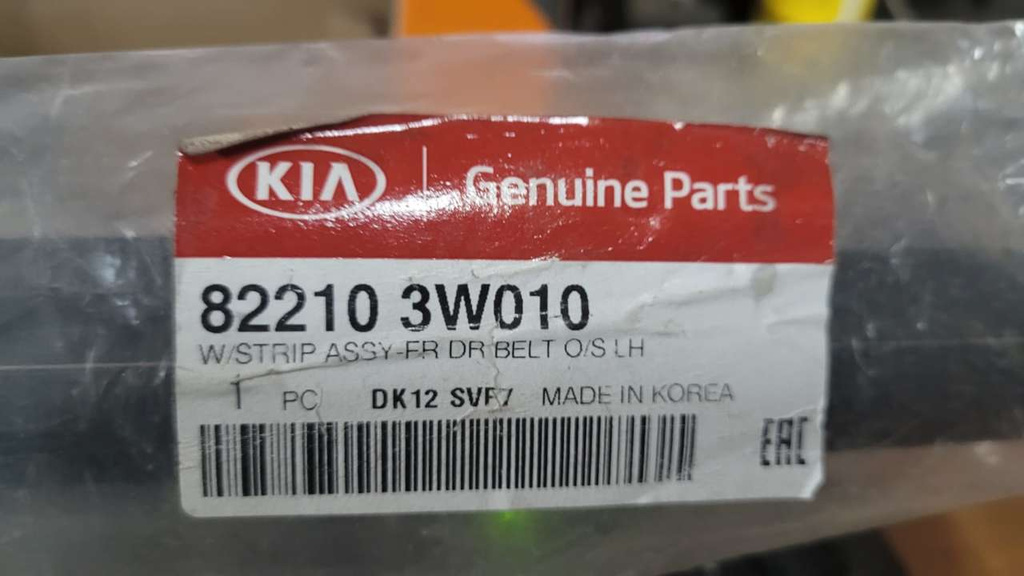 KIA Genuine Parts
82210 3W010
W/STRIP ASSY-FR DR BELT O/S LH
1 PC DK12 SVF7 MADE IN KOREA
EAC